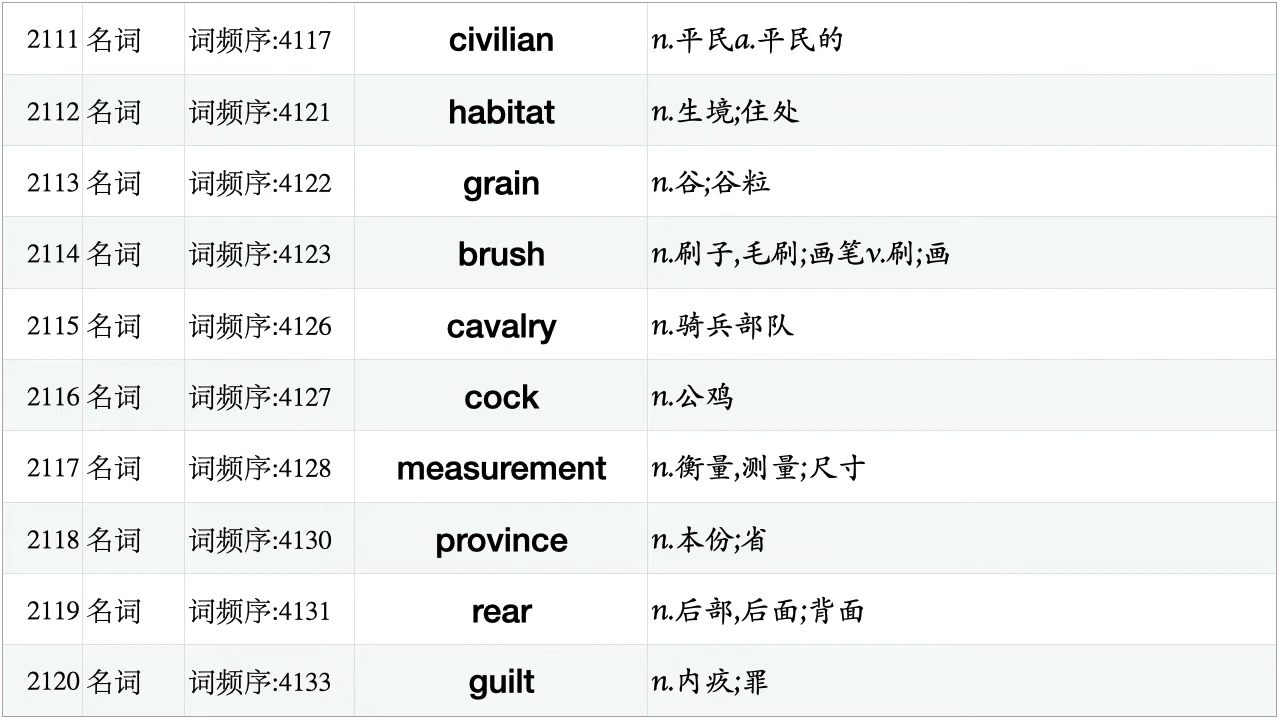 2111 名词 词频序:4117 civilian n.平民a.平民的
2112 名词 词频序:4121 habitat n.生境;住处
2113 名词 词频序:4122 grain n.谷;谷粒
2114 名词 词频序:4123 brush n.刷子,毛刷;画笔v.刷;画
2115 名词 词频序:4126 cavalry n.骑兵部队
2116 名词 词频序:4127 cock n.公鸡
2117 名词 词频序:4128 measurement n.衡量,测量;尺寸
2118 名词 词频序:4130 province n.本份;省
2119 名词 词频序:4131 rear n.后部,后面;背面
2120 名词 词频序:4133 guilt n.内疚;罪